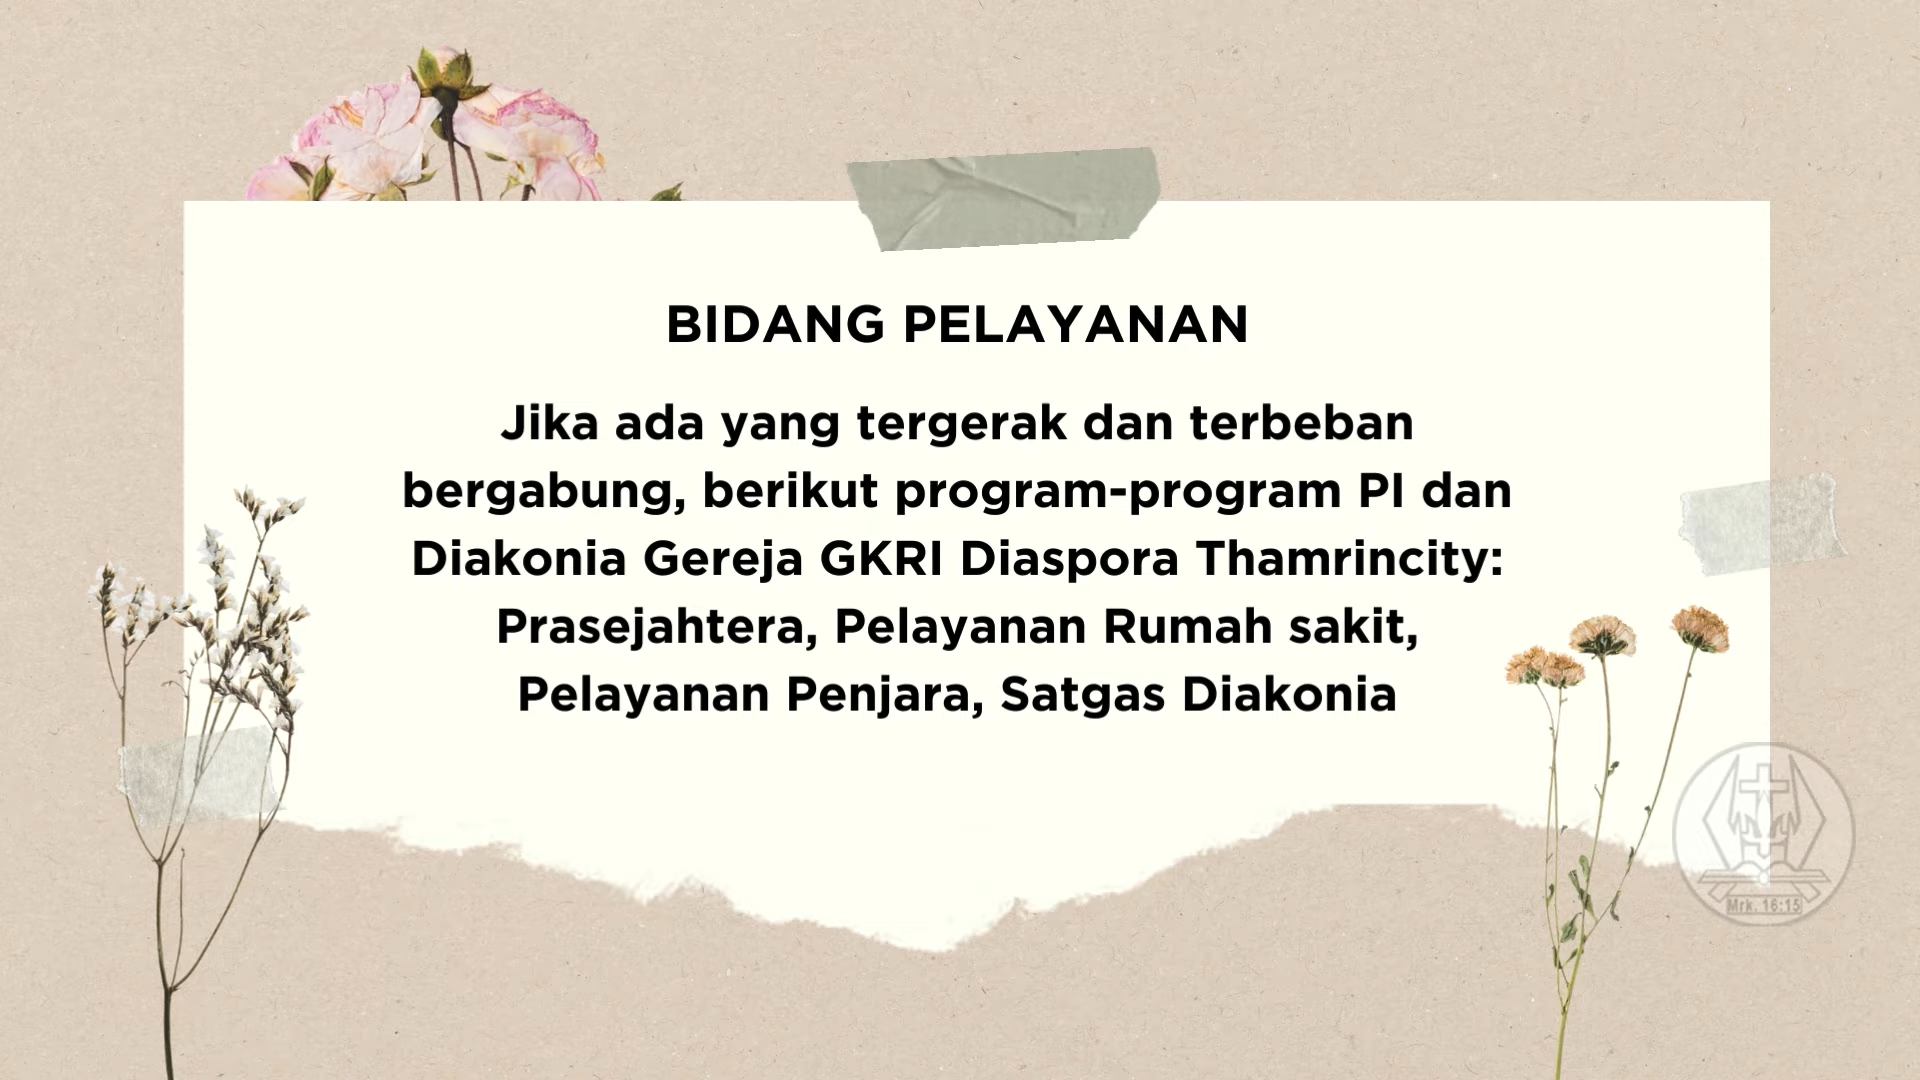 BIDANG PELAYANAN
Jika ada yang tergerak dan terbeban
bergabung, berikut program-program PI dan
Diakonia Gereja GKRI Diaspora Thamrincity:
Prasejahtera, Pelayanan Rumah sakit,
Pelayanan Penjara, Satgas Diakonia
Mrk. 16:15